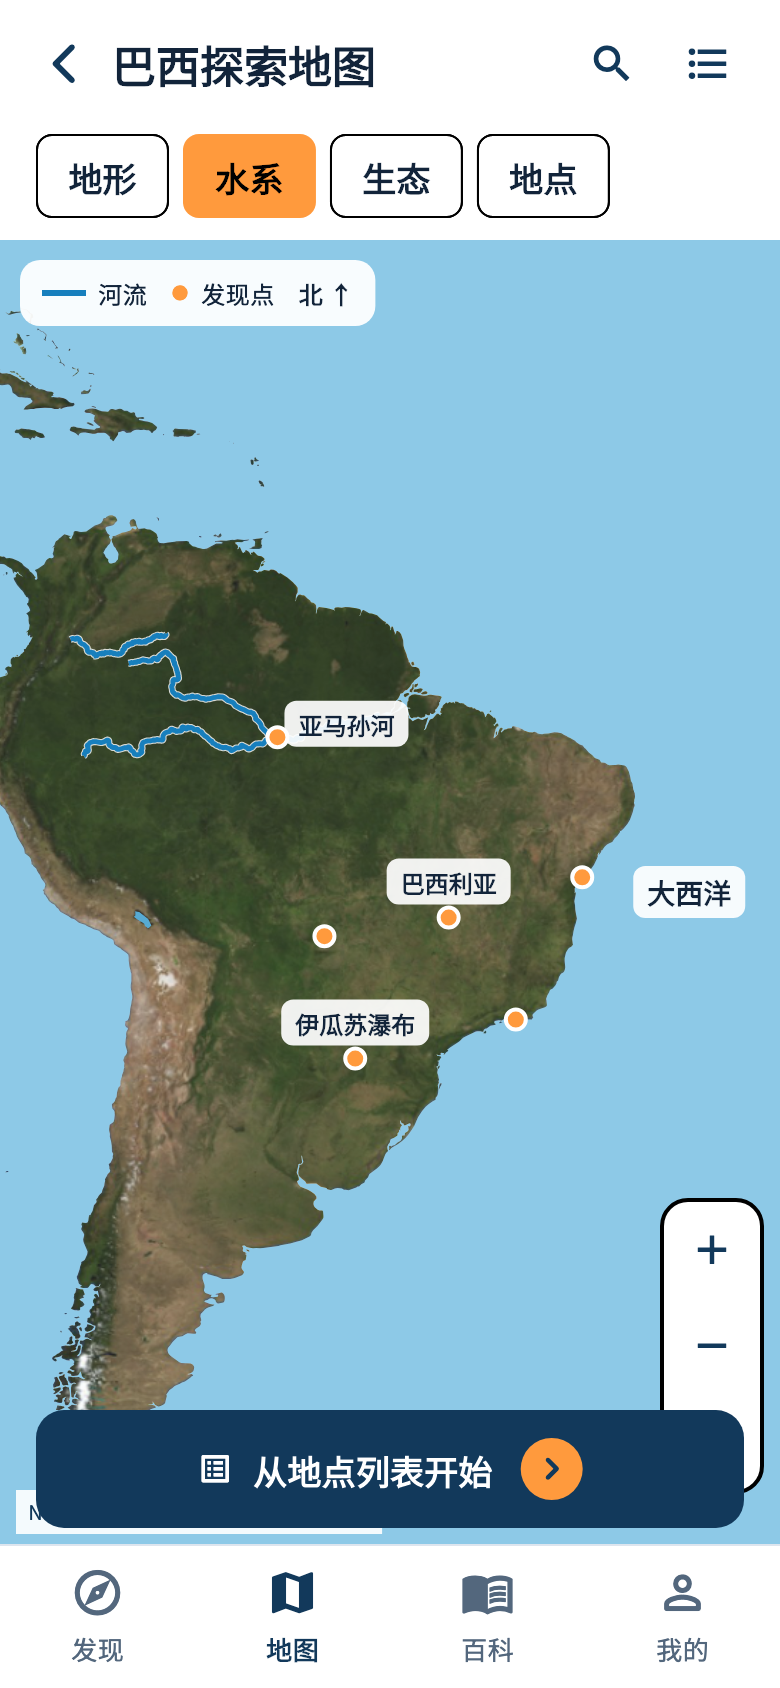 巴西探索地图
地形
水系
生态
地点
河流
发现点
北 ↑
亚马孙河
巴西利亚
大西洋
伊瓜苏瀑布
+
−
从地点列表开始
发现
地图
百科
我的